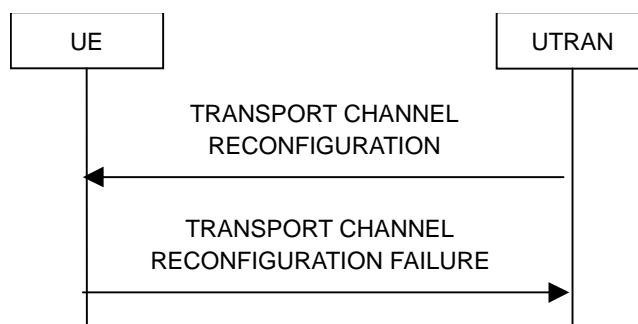 UE
UTRAN
TRANSPORT CHANNEL
RECONFIGURATION
TRANSPORT CHANNEL
RECONFIGURATION FAILURE